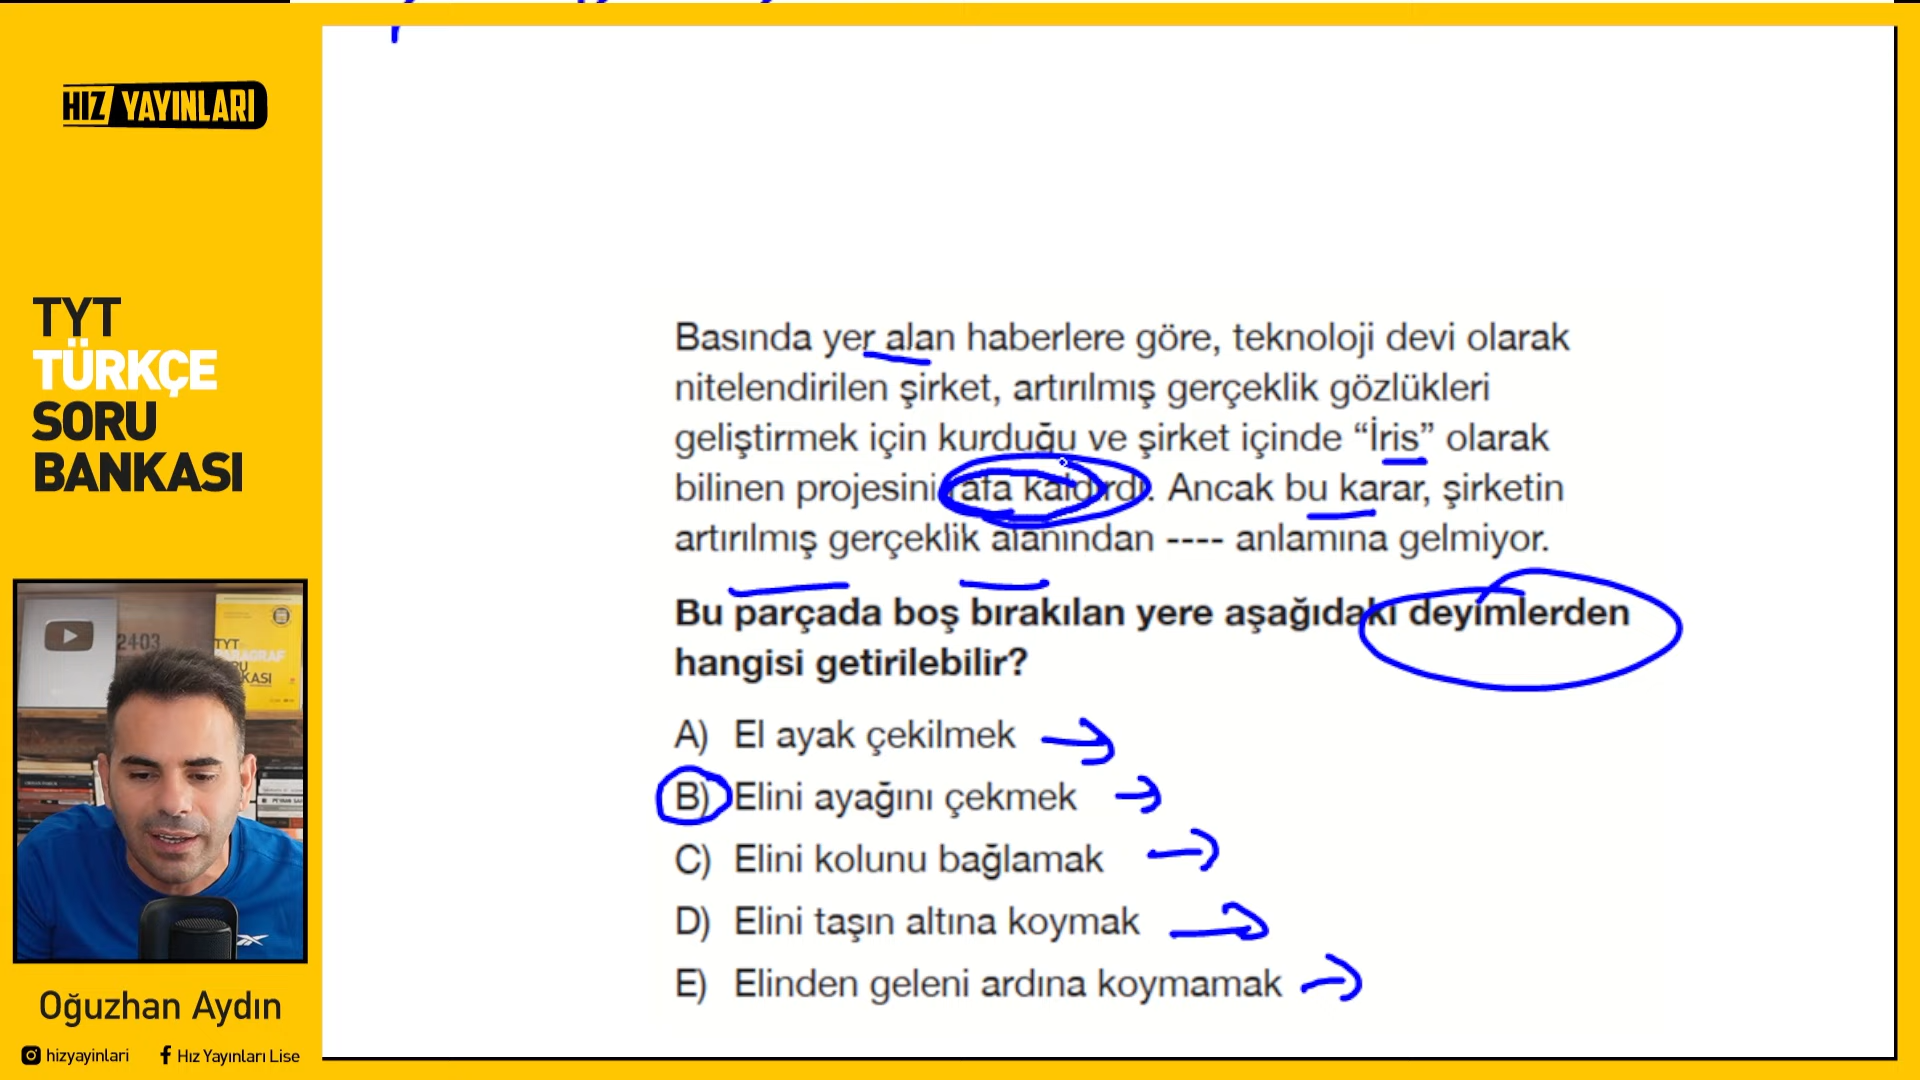 HIZ YAYINLARI
TYT
TÜRKÇE
SORU
BANKASI
Basında yer alan haberlere göre, teknoloji devi olarak
nitelendirilen şirket, artırılmış gerçeklik gözlükleri
geliştirmek için kurduğu ve şirket içinde “İris” olarak
bilinen projesini rafa kaldırdı. Ancak bu karar, şirketin
artırılmış gerçeklik alanından ---- anlamına gelmiyor.
Bu parçada boş bırakılan yere aşağıdaki deyimlerden
hangisi getirilebilir?
A) El ayak çekilmek
B) Elini ayağını çekmek
C) Elini kolunu bağlamak
D) Elini taşın altına koymak
E) Elinden geleni ardına koymamak
2403
TYT
PARAGRAF
Oğuzhan Aydın
hizyayinlari
Hız Yayınları Lise